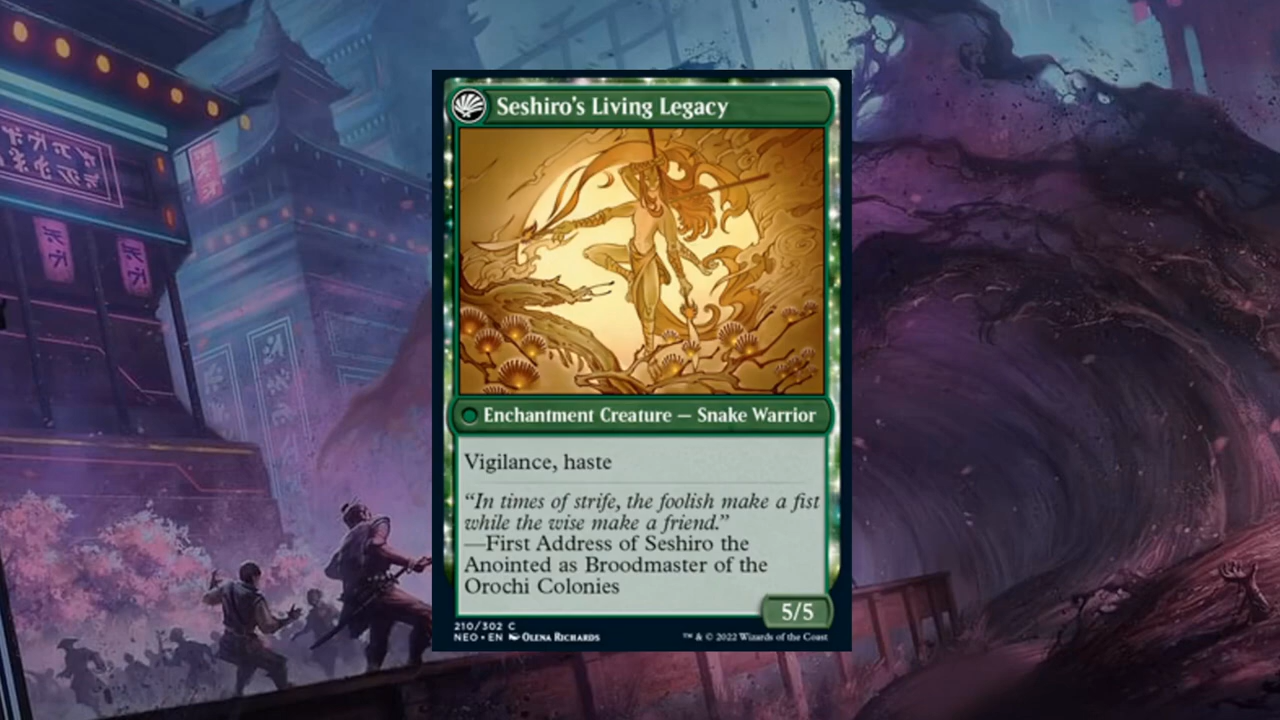 Seshiro's Living Legacy
Enchantment Creature — Snake Warrior
Vigilance, haste
“In times of strife, the foolish make a fist
while the wise make a friend.”
—First Address of Seshiro the
Anointed as Broodmaster of the
Orochi Colonies
5/5
210/302 C
NEO • EN Olena Richards
™ & © 2022 Wizards of the Coast